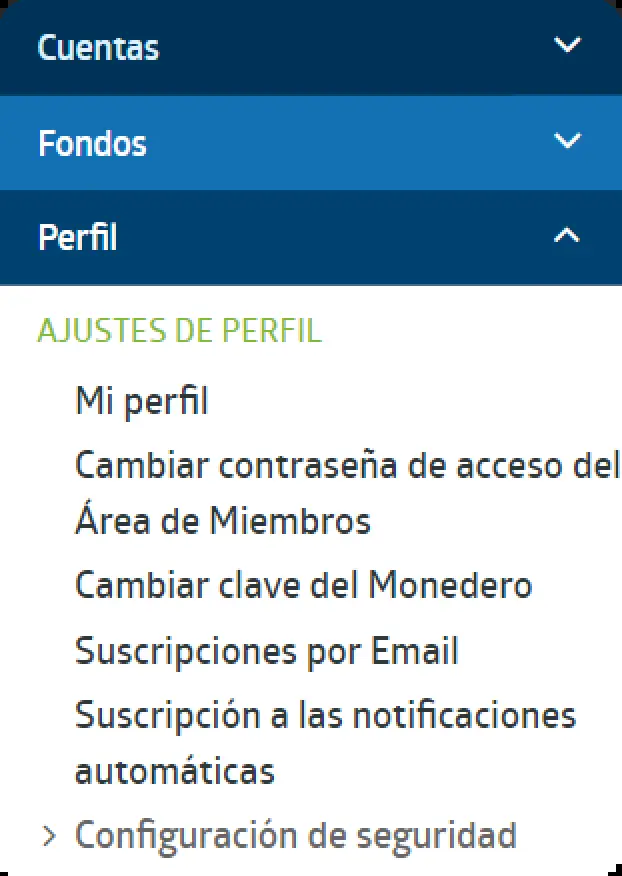 Cuentas
Fondos
Perfil
AJUSTES DE PERFIL
Mi perfil
Cambiar contraseña de acceso del
Área de Miembros
Cambiar clave del Monedero
Suscripciones por Email
Suscripción a las notificaciones
automáticas
Configuración de seguridad